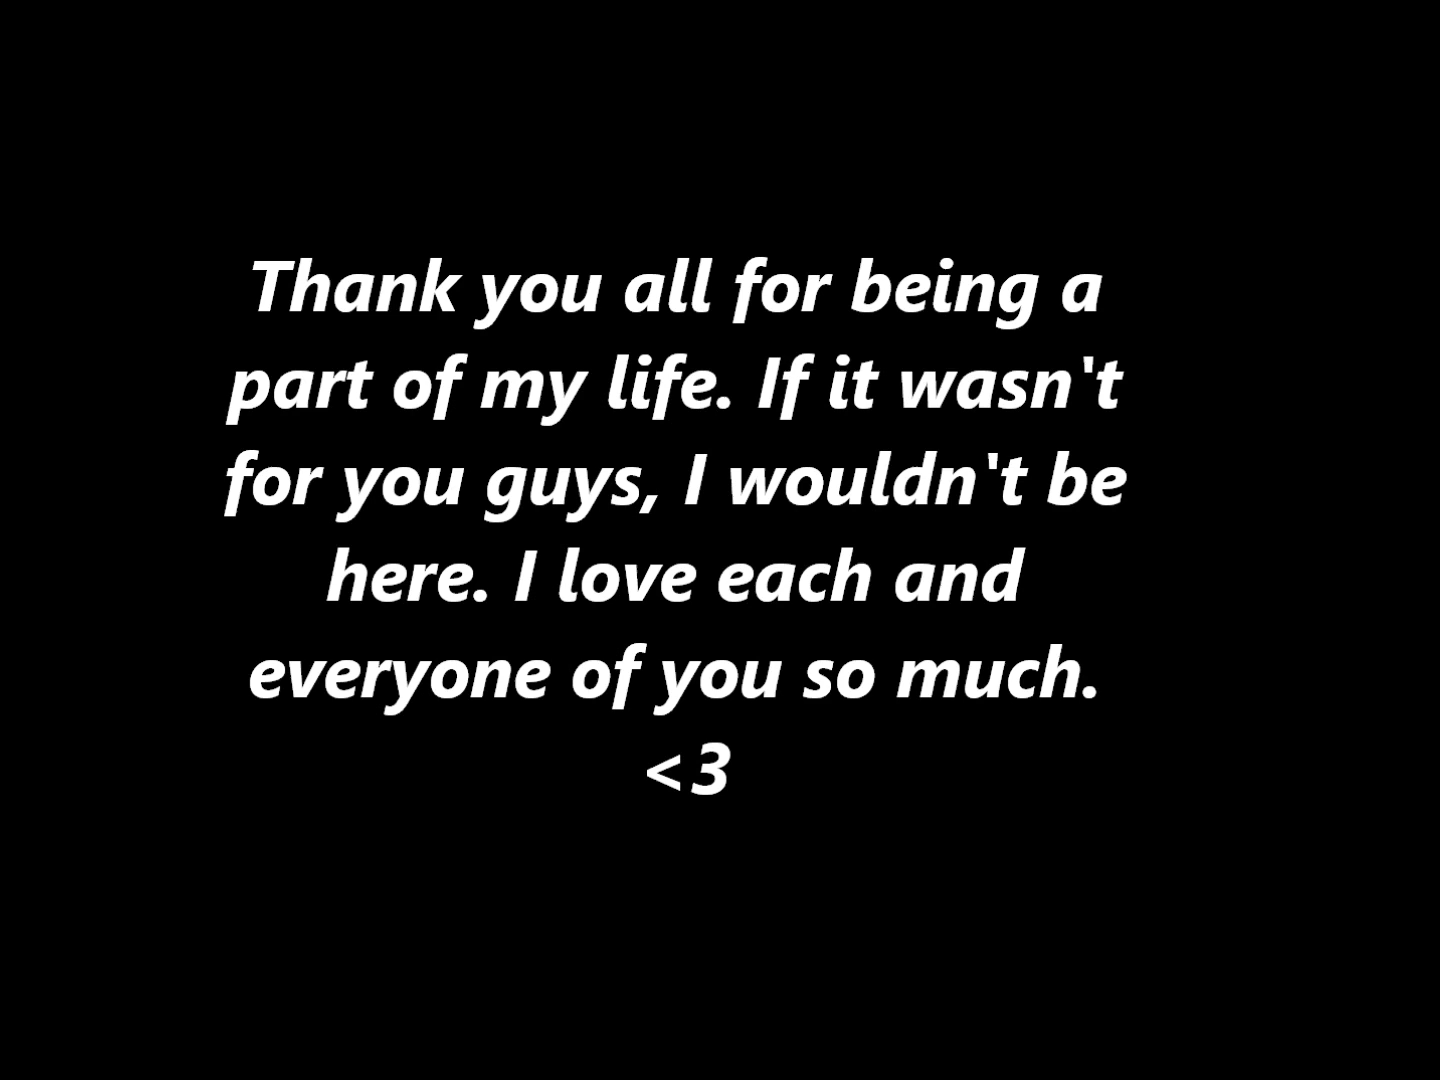 Thank you all for being a
part of my life. If it wasn't
for you guys, I wouldn't be
here. I love each and
everyone of you so much.
<3